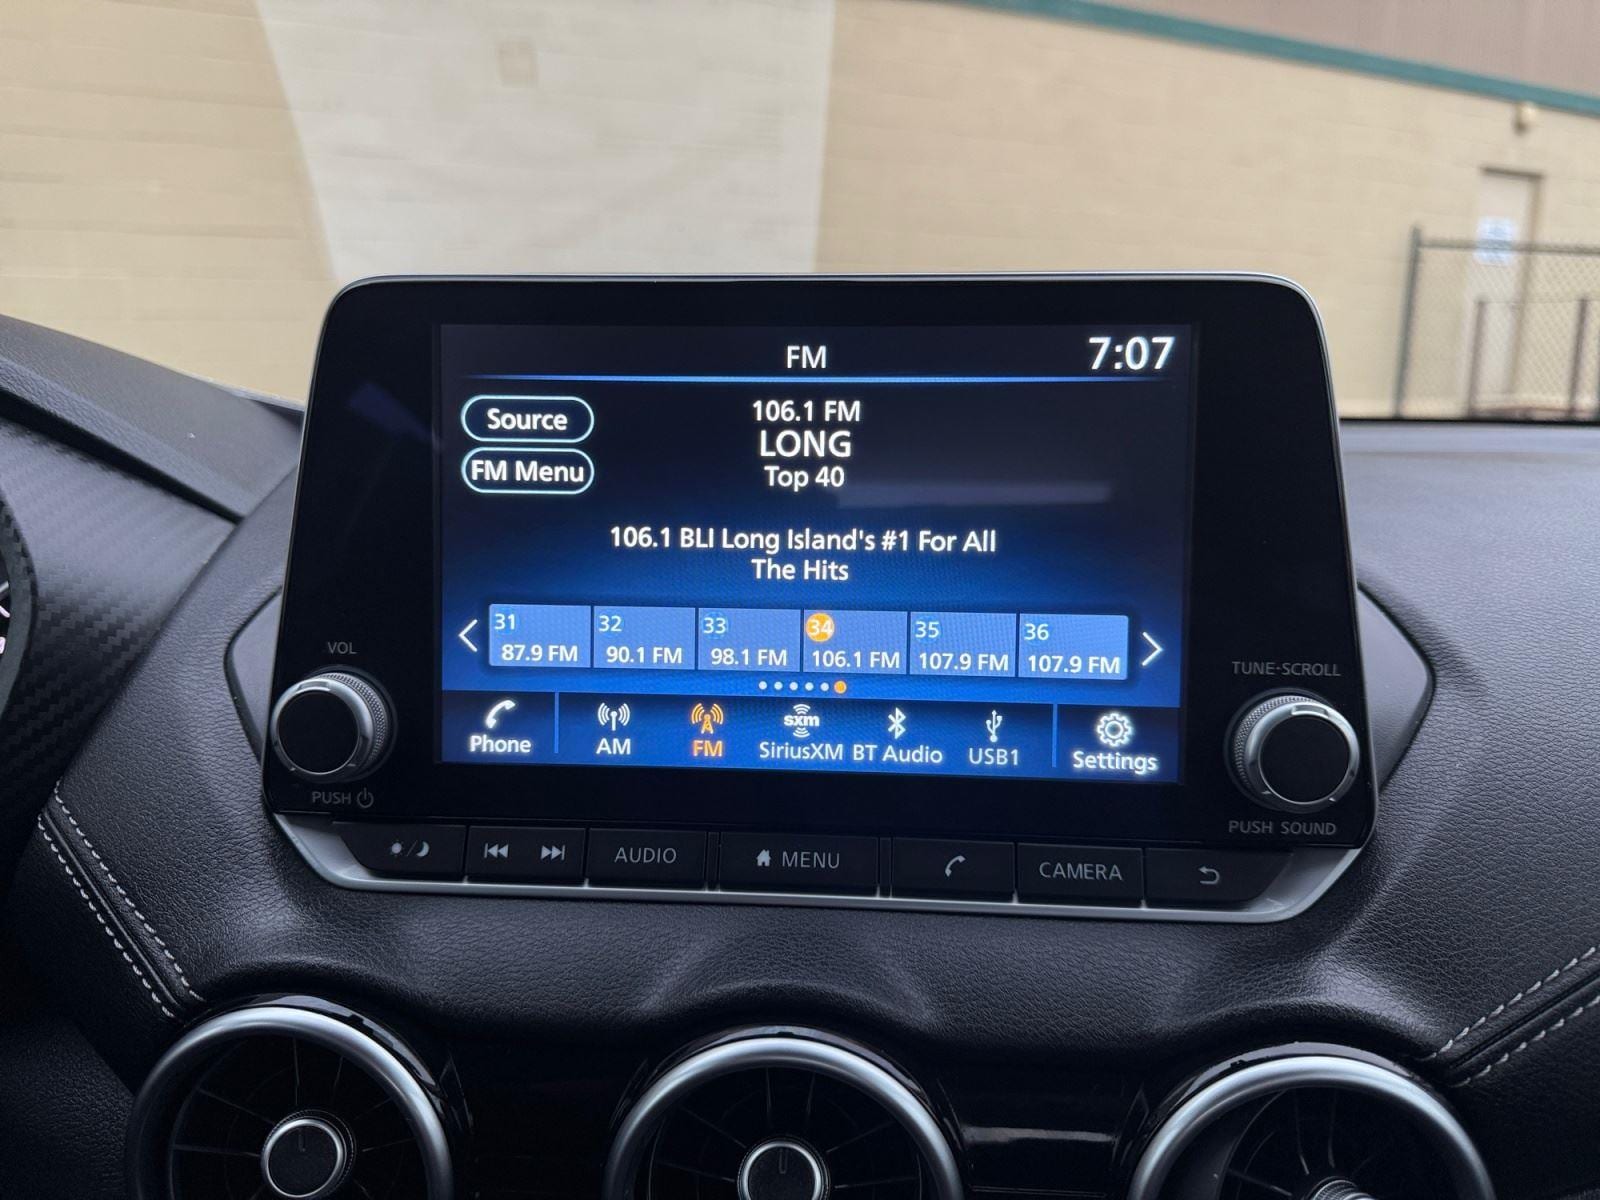 FM
7:07
Source
106.1 FM
LONG
FM Menu
Top 40
106.1 BLI Long Island's #1 For All
The Hits
31 32 33 34 35 36
87.9 FM 90.1 FM 98.1 FM 106.1 FM 107.9 FM 107.9 FM
VOL
TUNE·SCROLL
sxm
Phone AM FM SiriusXM BT Audio USB1 Settings
PUSH
PUSH SOUND
AUDIO MENU CAMERA